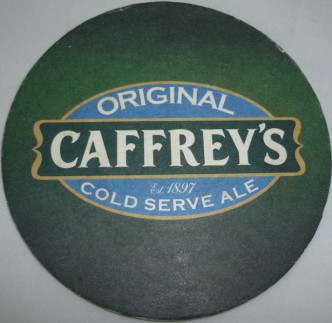 ORIGINAL
CAFFREY'S
Est 1897
COLD SERVE ALE